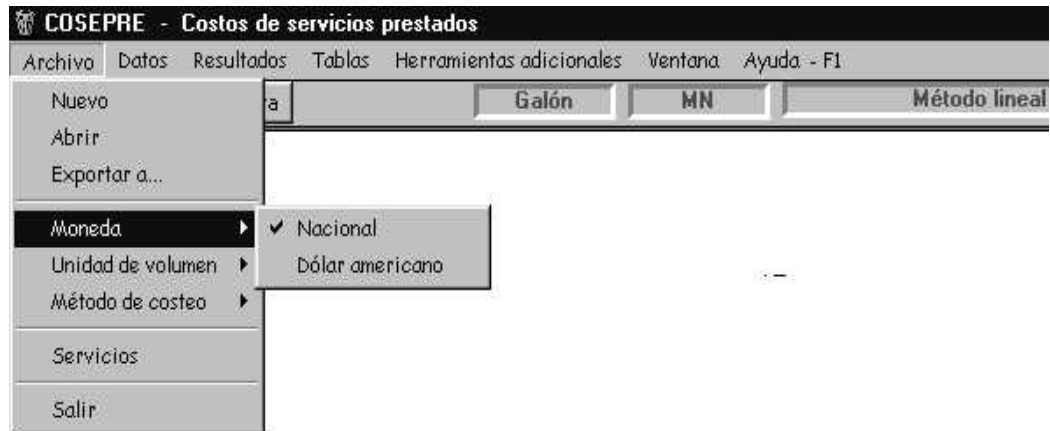 COSEPRE - Costos de servicios prestados
Archivo Datos Resultados Tablas Herramientas adicionales Ventana Ayuda - F1
Galón MN Método lineal
Nuevo
Abrir
Exportar a...
Moneda
Nacional
Unidad de volumen
Dólar americano
Método de costeo
Servicios
Salir